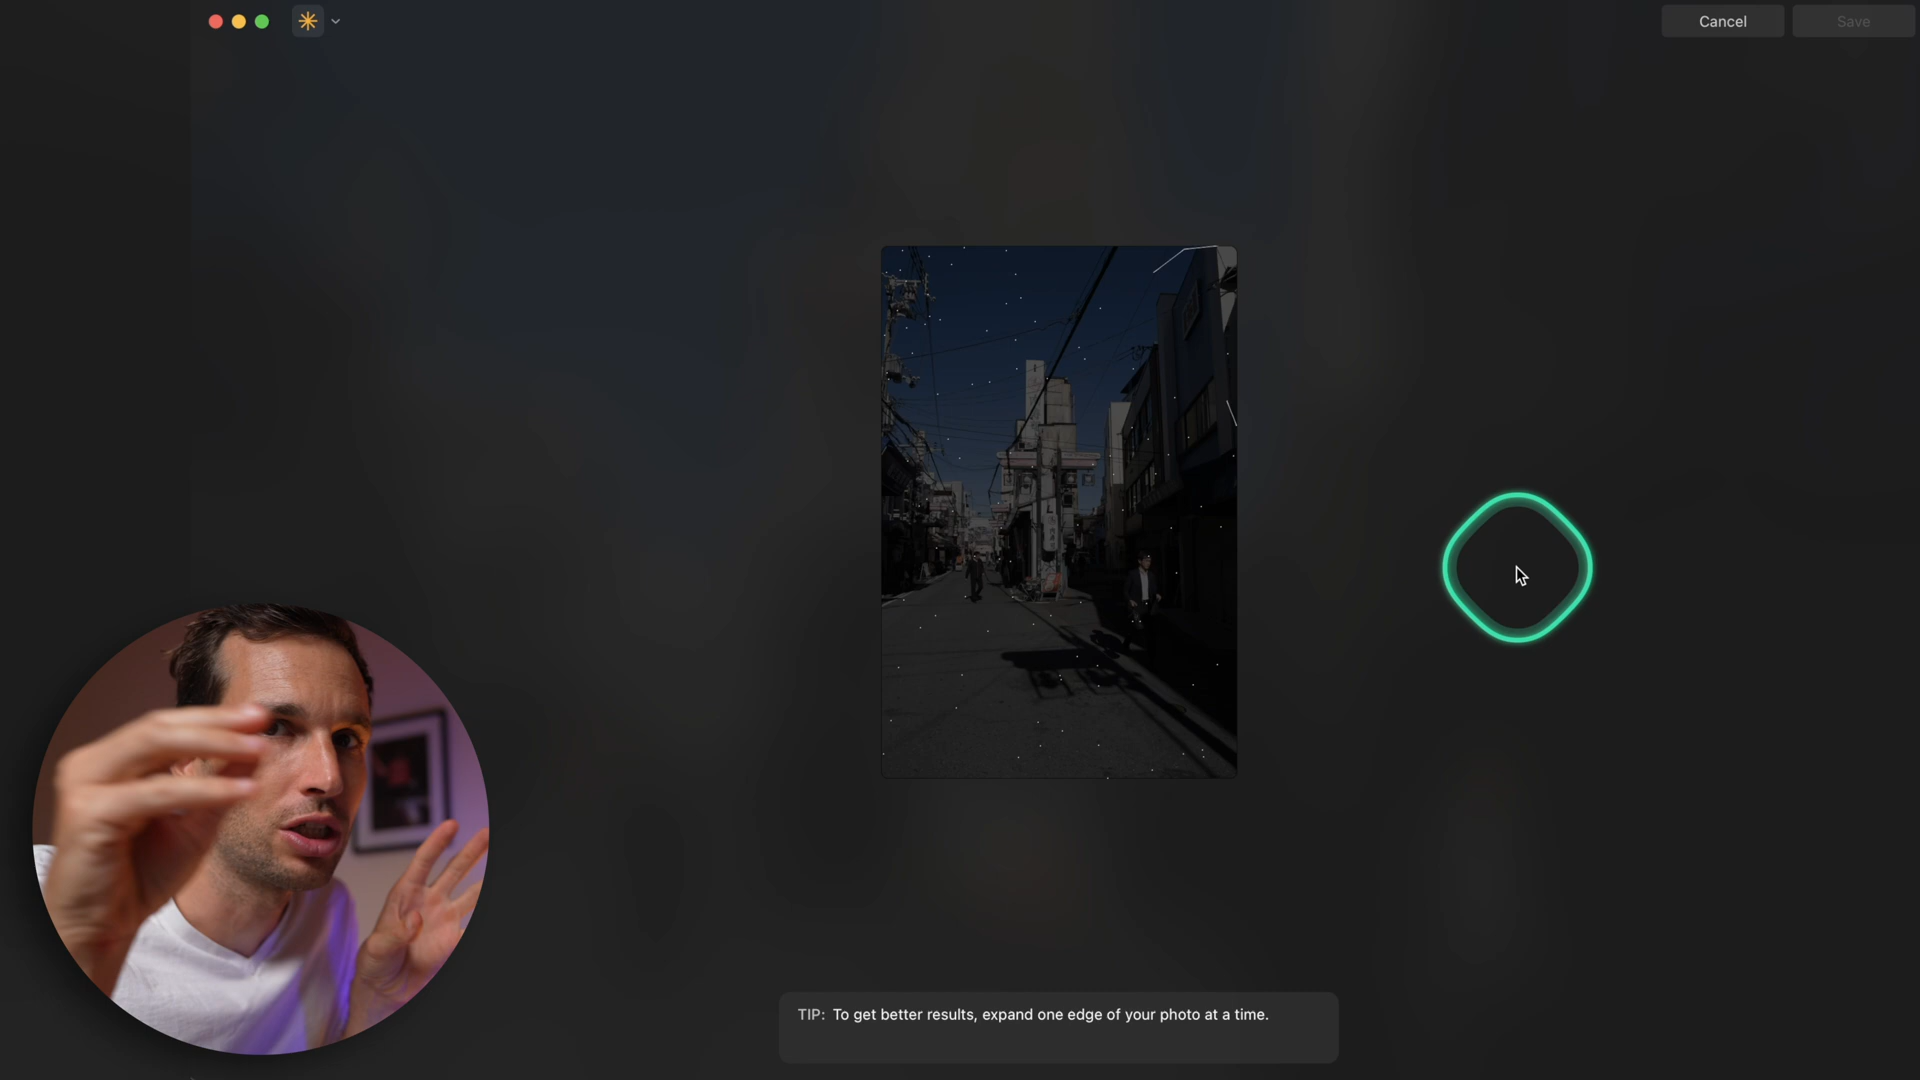 Cancel
Save
TIP: To get better results, expand one edge of your photo at a time.